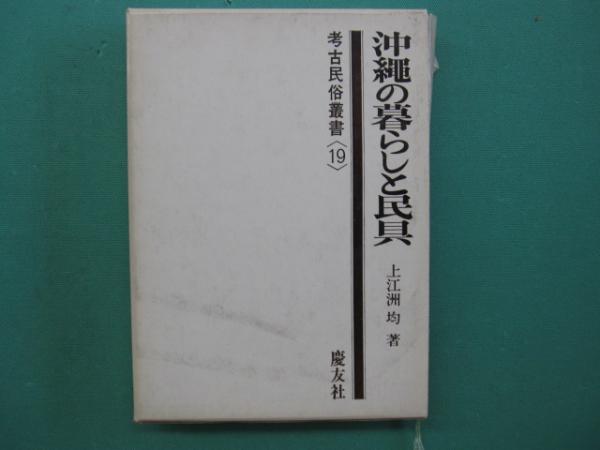 沖縄の暮らしと民具
上江洲 均 著
考古民俗叢書〈19〉
慶友社